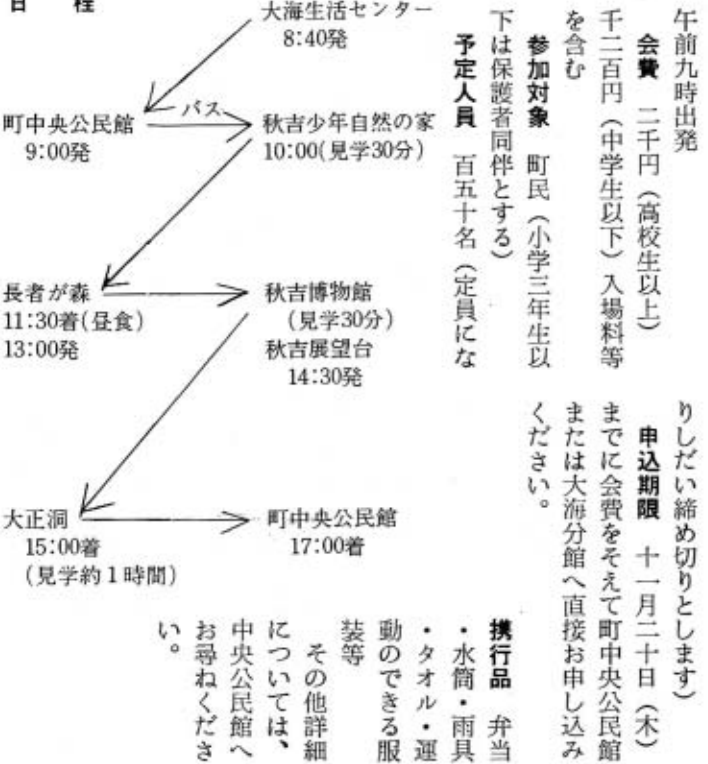 午前九時出発
会費　二千円（高校生以上）
千二百円（中学生以下）入場料等
を含む
参加対象　町民（小学三年生以
下は保護者同伴とする）
予定人員　百五十名（定員にな
りしだい締め切りとします）
申込期限　十一月二十日（木）
までに会費をそえて町中央公民館
または大海分館へ直接お申し込み
ください。
携行品　弁当
・水筒・雨具
・タオル・運
動のできる服
装等
その他詳細
については、
中央公民館へ
お尋ねくださ
い。
日　程
大海生活センター
8:40発
町中央公民館
9:00発
バス
秋吉少年自然の家
10:00(見学30分)
長者が森
11:30着(昼食)
13:00発
秋吉博物館
(見学30分)
秋吉展望台
14:30発
大正洞
15:00着
(見学約1時間)
町中央公民館
17:00着